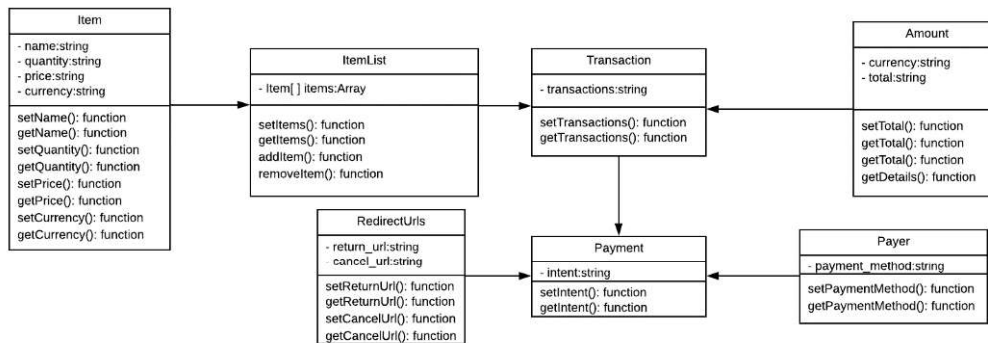 Item
- name:string
- quantity:string
- price:string
- currency:string
setName(): function
getName(): function
setQuantity(): function
getQuantity(): function
setPrice(): function
getPrice(): function
setCurrency(): function
getCurrency(): function
ItemList
- Item[ ] items:Array
setItems(): function
getItems(): function
addItem(): function
removeItem(): function
Transaction
- transactions:string
setTransactions(): function
getTransactions(): function
Amount
- currency:string
- total:string
setTotal(): function
getTotal(): function
getTotal(): function
getDetails(): function
RedirectUrls
- return_url:string
- cancel_url:string
setReturnUrl(): function
getReturnUrl(): function
setCancelUrl(): function
getCancelUrl(): function
Payment
- intent:string
setIntent(): function
getIntent(): function
Payer
- payment_method:string
setPaymentMethod(): function
getPaymentMethod(): function